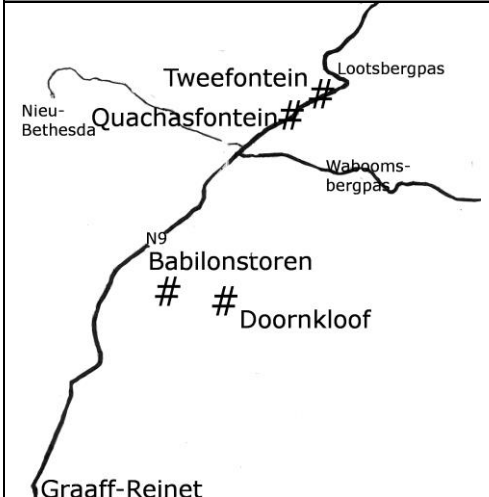 Tweefontein
#
Lootsbergpas
Nieu-
Bethesda
Quachasfontein
#
Wabooms-
bergpas
N9
Babilonstoren
#
#
Doornkloof
Graaff-Reinet